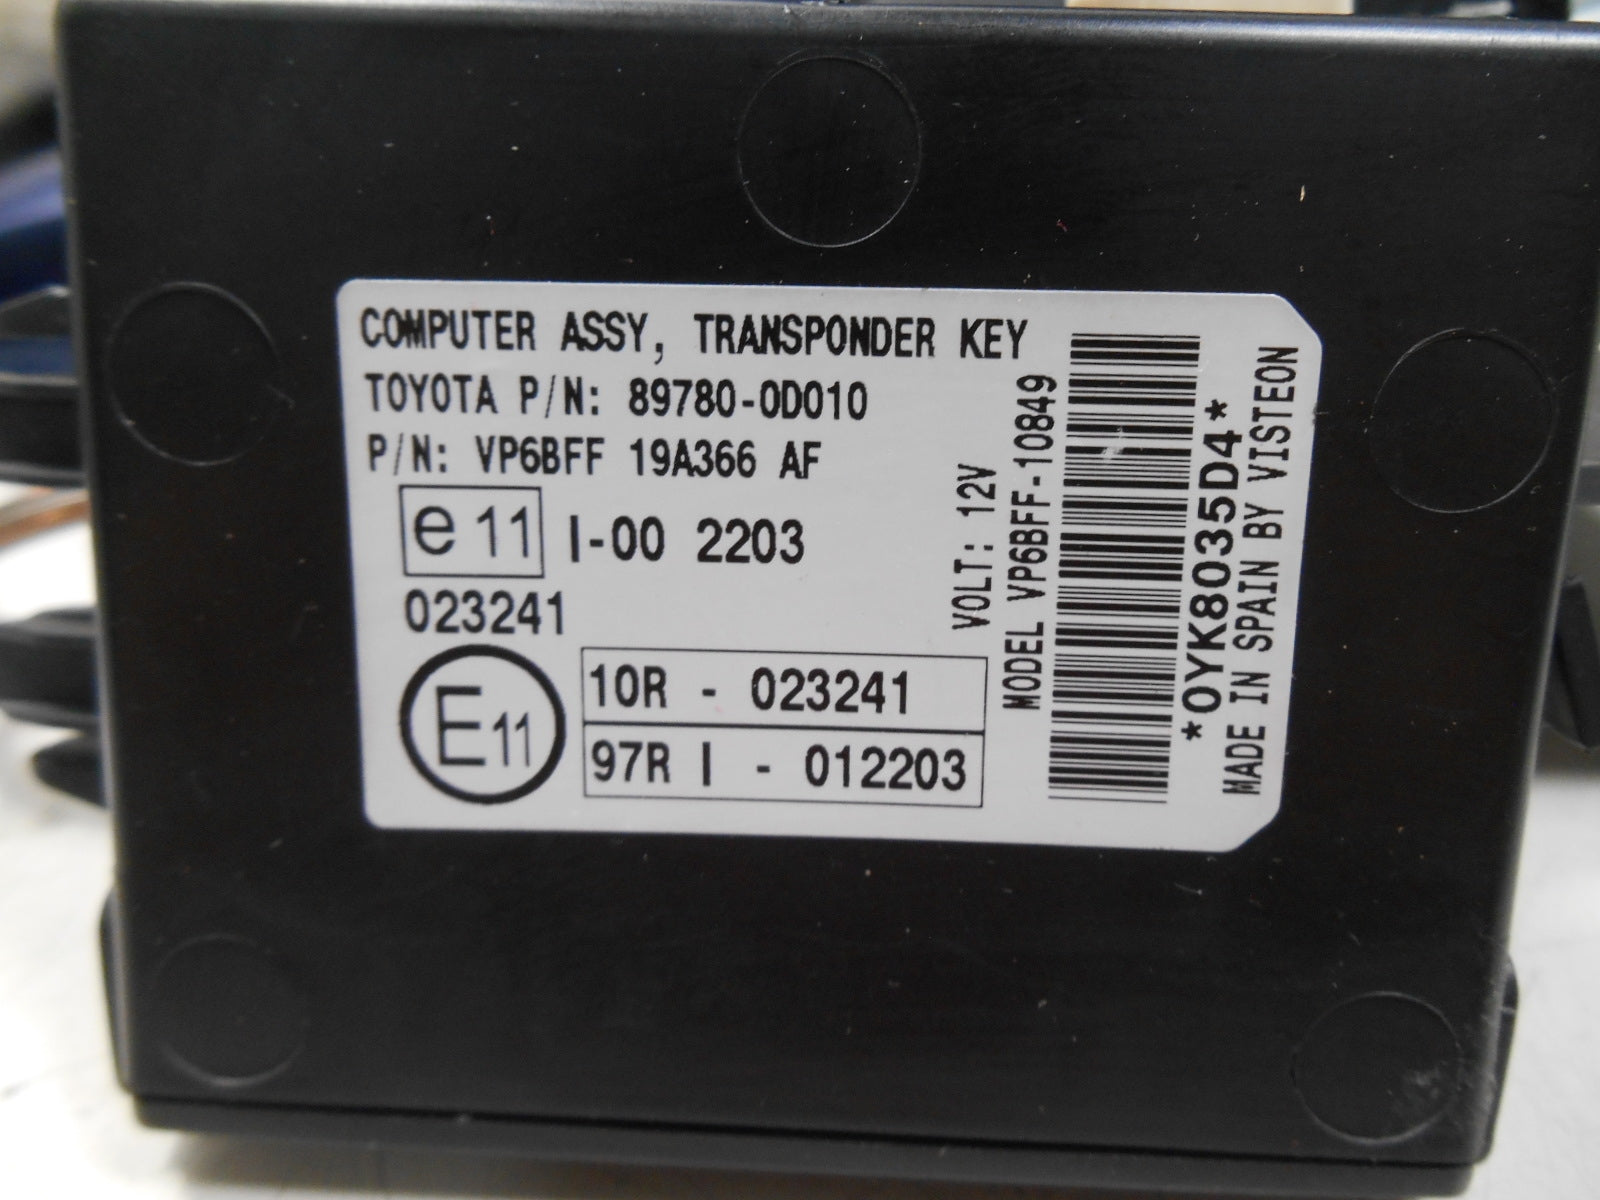 COMPUTER ASSY, TRANSPONDER KEY
TOYOTA P/N: 89780-0D010
P/N: VP6BFF 19A366 AF
e 11 I-00 2203
023241
E11
10R - 023241
97R I - 012203
VOLT: 12V
MODEL VP6BFF-10849
*0YK8035D4*
MADE IN SPAIN BY VISTEON